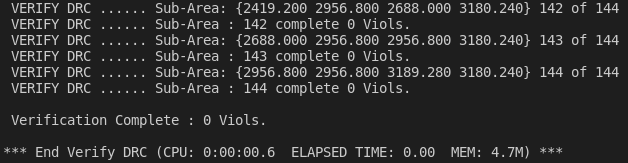 VERIFY DRC ...... Sub-Area: {2419.200 2956.800 2688.000 3180.240} 142 of 144
VERIFY DRC ...... Sub-Area : 142 complete 0 Viols.
VERIFY DRC ...... Sub-Area: {2688.000 2956.800 2956.800 3180.240} 143 of 144
VERIFY DRC ...... Sub-Area : 143 complete 0 Viols.
VERIFY DRC ...... Sub-Area: {2956.800 2956.800 3189.280 3180.240} 144 of 144
VERIFY DRC ...... Sub-Area : 144 complete 0 Viols.
Verification Complete : 0 Viols.
*** End Verify DRC (CPU: 0:00:00.6  ELAPSED TIME: 0.00  MEM: 4.7M) ***